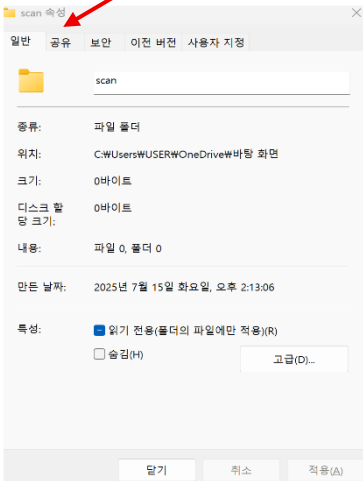 scan 속성
일반 공유 보안 이전 버전 사용자 지정
scan
종류: 파일 폴더
위치: C:₩Users₩USER₩OneDrive₩바탕 화면
크기: 0바이트
디스크 할 0바이트
당 크기:
내용: 파일 0, 폴더 0
만든 날짜: 2025년 7월 15일 화요일, 오후 2:13:06
특성: 읽기 전용(폴더의 파일에만 적용)(R)
숨김(H) 고급(D)...
닫기 취소 적용(A)